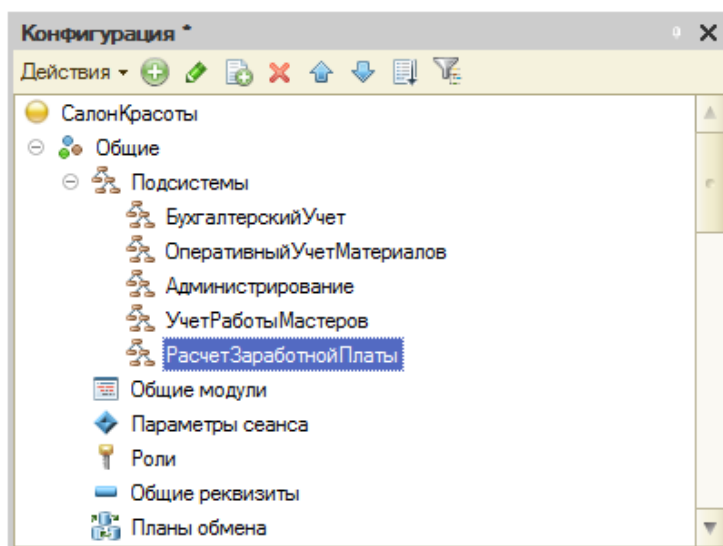 Конфигурация *
Действия
СалонКрасоты
Общие
Подсистемы
БухгалтерскийУчет
ОперативныйУчетМатериалов
Администрирование
УчетРаботыМастеров
РасчетЗаработнойПлаты
Общие модули
Параметры сеанса
Роли
Общие реквизиты
Планы обмена